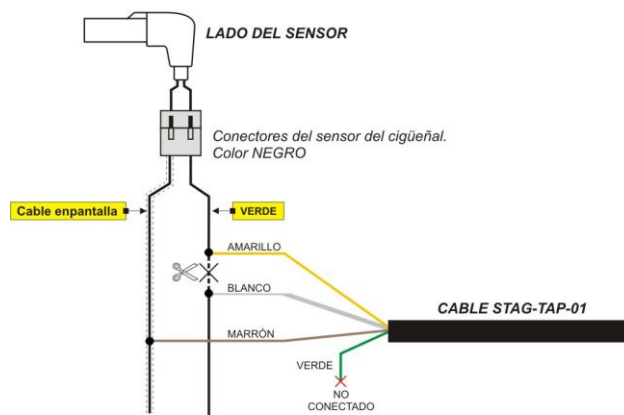 LADO DEL SENSOR
Conectores del sensor del cigüeñal.
Color NEGRO
Cable enpantalla
VERDE
AMARILLO
BLANCO
CABLE STAG-TAP-01
MARRÓN
VERDE
NO
CONECTADO